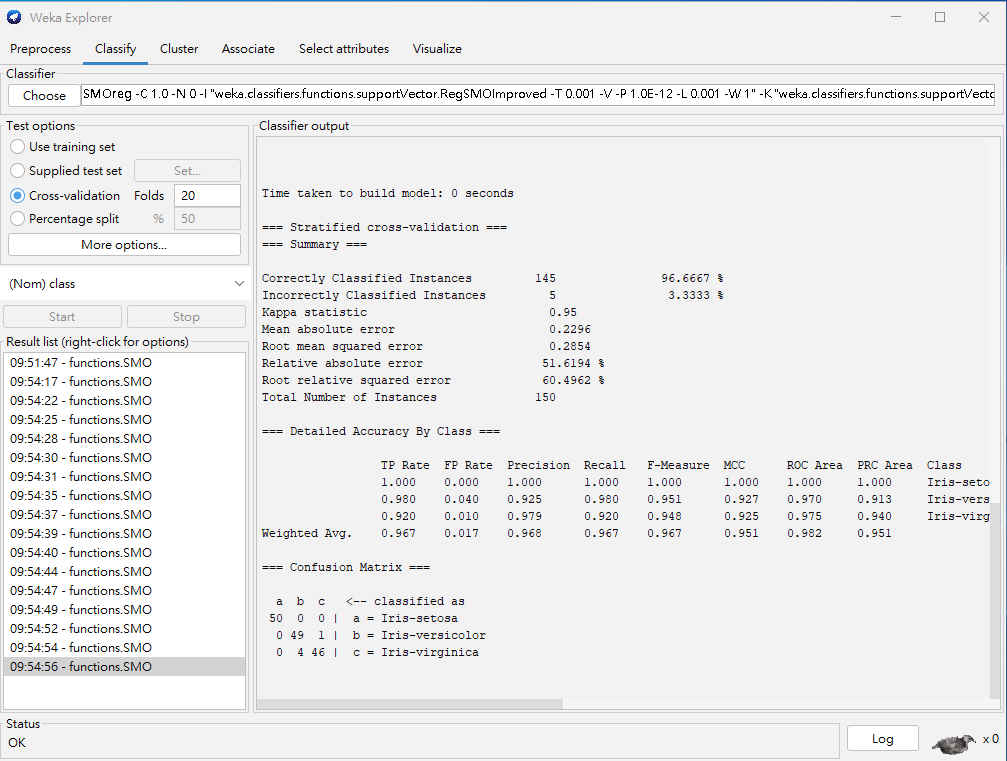 Weka Explorer
Preprocess Classify Cluster Associate Select attributes Visualize
Classifier
Choose SMOreg -C 1.0 -N 0 -I "weka.classifiers.functions.supportVector.RegSMOImproved -T 0.001 -V -P 1.0E-12 -L 0.001 -W 1" -K "weka.classifiers.functions.supportVecto
Test options
Use training set
Supplied test set Set...
Cross-validation Folds 20
Percentage split % 50
More options...
(Nom) class
Start Stop
Result list (right-click for options)
09:51:47 - functions.SMO
09:54:17 - functions.SMO
09:54:22 - functions.SMO
09:54:25 - functions.SMO
09:54:28 - functions.SMO
09:54:30 - functions.SMO
09:54:31 - functions.SMO
09:54:35 - functions.SMO
09:54:37 - functions.SMO
09:54:39 - functions.SMO
09:54:40 - functions.SMO
09:54:44 - functions.SMO
09:54:47 - functions.SMO
09:54:49 - functions.SMO
09:54:52 - functions.SMO
09:54:54 - functions.SMO
09:54:56 - functions.SMO
Classifier output
Time taken to build model: 0 seconds
=== Stratified cross-validation ===
=== Summary ===
Correctly Classified Instances 145 96.6667 %
Incorrectly Classified Instances 5 3.3333 %
Kappa statistic 0.95
Mean absolute error 0.2296
Root mean squared error 0.2854
Relative absolute error 51.6194 %
Root relative squared error 60.4962 %
Total Number of Instances 150
=== Detailed Accuracy By Class ===
TP Rate FP Rate Precision Recall F-Measure MCC ROC Area PRC Area Class
1.000 0.000 1.000 1.000 1.000 1.000 1.000 1.000 Iris-seto
0.980 0.040 0.925 0.980 0.951 0.927 0.970 0.913 Iris-vers
0.920 0.010 0.979 0.920 0.948 0.925 0.975 0.940 Iris-virg
Weighted Avg. 0.967 0.017 0.968 0.967 0.967 0.951 0.982 0.951
=== Confusion Matrix ===
a b c <-- classified as
50 0 0 | a = Iris-setosa
0 49 1 | b = Iris-versicolor
0 4 46 | c = Iris-virginica
Status
OK
Log
x 0